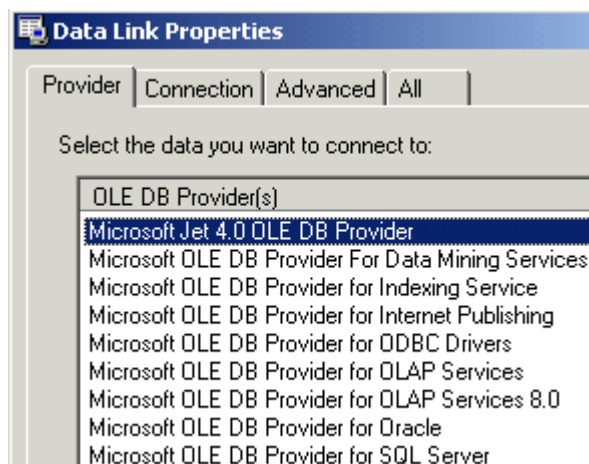 Data Link Properties
Provider Connection Advanced All
Select the data you want to connect to:
OLE DB Provider(s)
Microsoft Jet 4.0 OLE DB Provider
Microsoft OLE DB Provider For Data Mining Services
Microsoft OLE DB Provider for Indexing Service
Microsoft OLE DB Provider for Internet Publishing
Microsoft OLE DB Provider for ODBC Drivers
Microsoft OLE DB Provider for OLAP Services
Microsoft OLE DB Provider for OLAP Services 8.0
Microsoft OLE DB Provider for Oracle
Microsoft OLE DB Provider for SQL Server